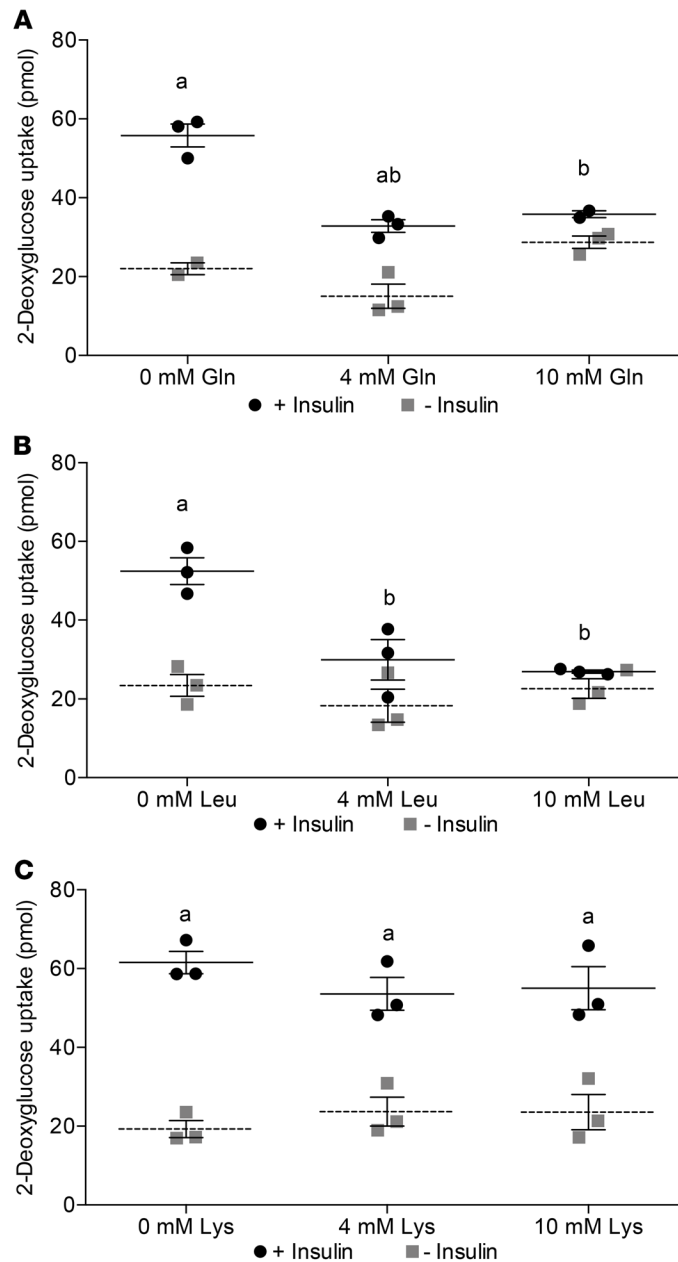 A
2-Deoxyglucose uptake (pmol)
80
a
60
ab
b
40
20
0
0 mM Gln 4 mM Gln 10 mM Gln
+ Insulin - Insulin
B
2-Deoxyglucose uptake (pmol)
80
a
60
b
b
40
20
0
0 mM Leu 4 mM Leu 10 mM Leu
+ Insulin - Insulin
C
2-Deoxyglucose uptake (pmol)
80
a a a
60
40
20
0
0 mM Lys 4 mM Lys 10 mM Lys
+ Insulin - Insulin